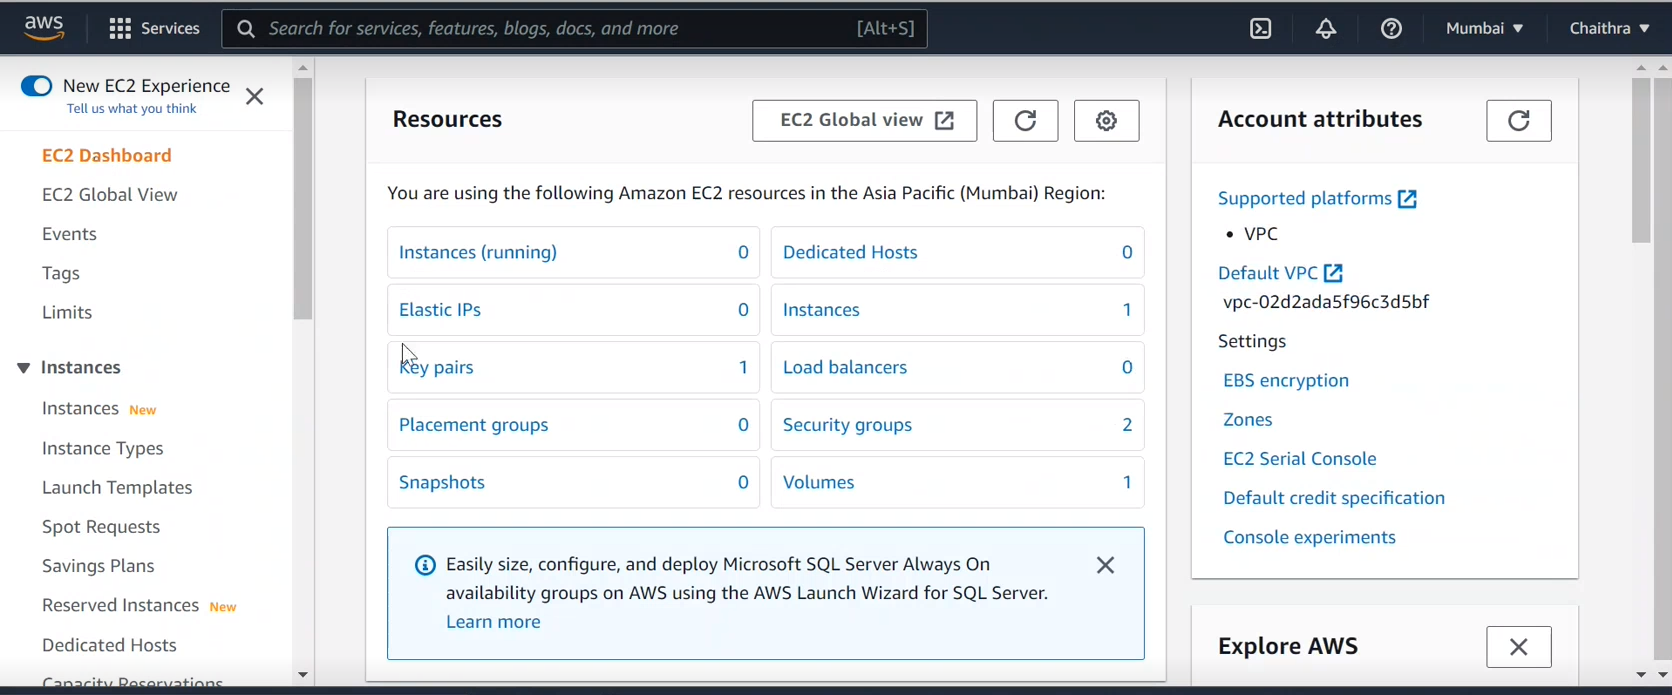 aws
Services
Search for services, features, blogs, docs, and more
[Alt+S]
Mumbai
Chaithra
New EC2 Experience
Tell us what you think
EC2 Dashboard
EC2 Global View
Events
Tags
Limits
Instances
Instances New
Instance Types
Launch Templates
Spot Requests
Savings Plans
Reserved Instances New
Dedicated Hosts
Capacity Reservations
Resources
EC2 Global view
You are using the following Amazon EC2 resources in the Asia Pacific (Mumbai) Region:
Instances (running) 0
Dedicated Hosts 0
Elastic IPs 0
Instances 1
Key pairs 1
Load balancers 0
Placement groups 0
Security groups 2
Snapshots 0
Volumes 1
Easily size, configure, and deploy Microsoft SQL Server Always On
availability groups on AWS using the AWS Launch Wizard for SQL Server.
Learn more
Account attributes
Supported platforms
• VPC
Default VPC
vpc-02d2ada5f96c3d5bf
Settings
EBS encryption
Zones
EC2 Serial Console
Default credit specification
Console experiments
Explore AWS